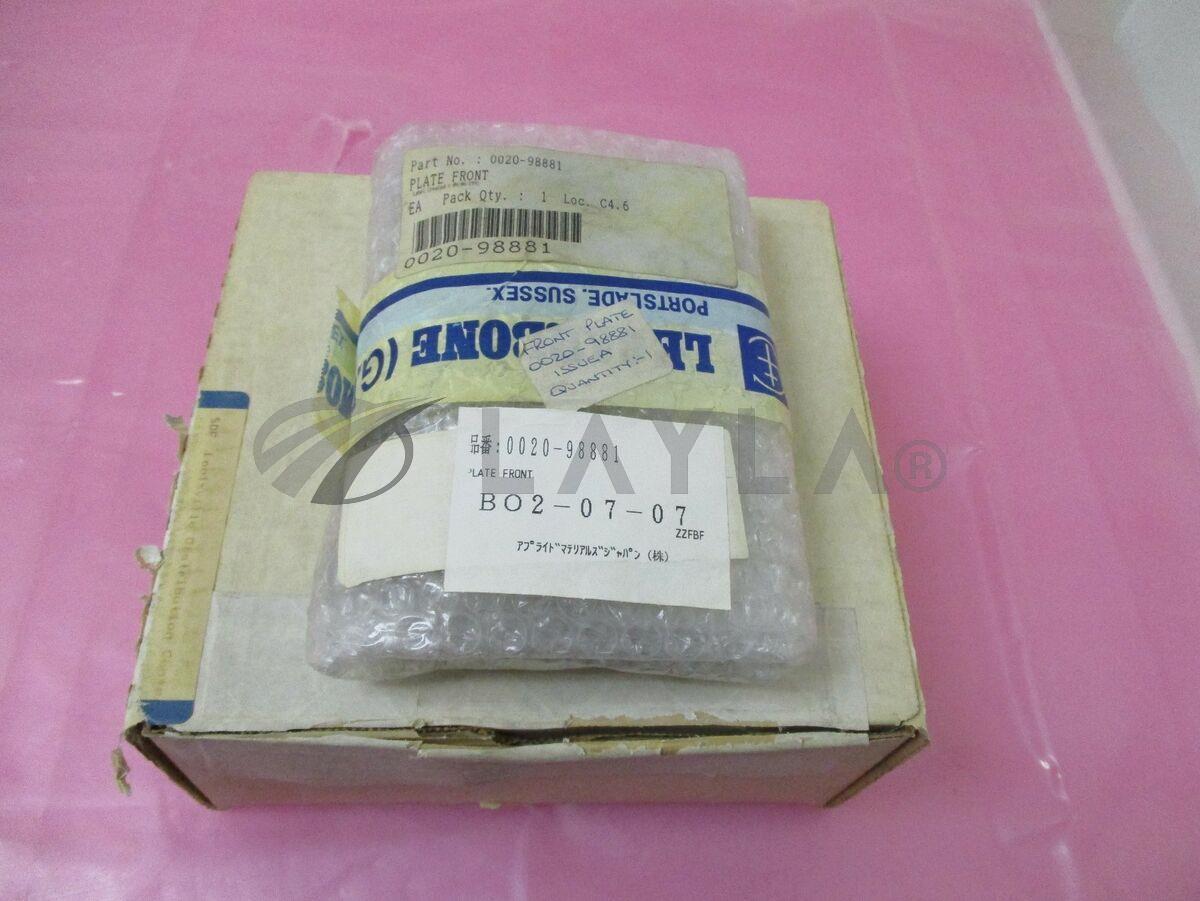 Part No. : 0020-98881
PLATE FRONT
EA Pack Qty. : 1 Loc. C4.6
0020-98881
PORTSLADE. SUSSEX.
BONE (G
FRONT PLATE
0020-98881
ISSUE A
QUANTITY:-1
LAYLA®
品番:0020-98881
PLATE FRONT
BO2-07-07
ZZFBF
アプライドマテリアルズジャパン (株)